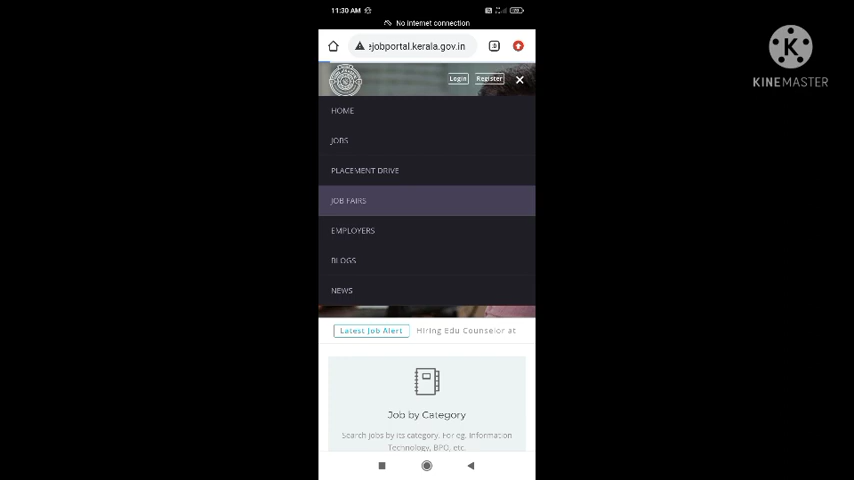 11:30 AM
No internet connection
ejobportal.kerala.gov.in
Login Register
HOME
JOBS
PLACEMENT DRIVE
JOB FAIRS
EMPLOYERS
BLOGS
NEWS
Latest Job Alert Hiring Edu Counselor at
Job by Category
Search jobs by its category. For eg. Information
Technology, BPO, etc.
K
KINEMASTER